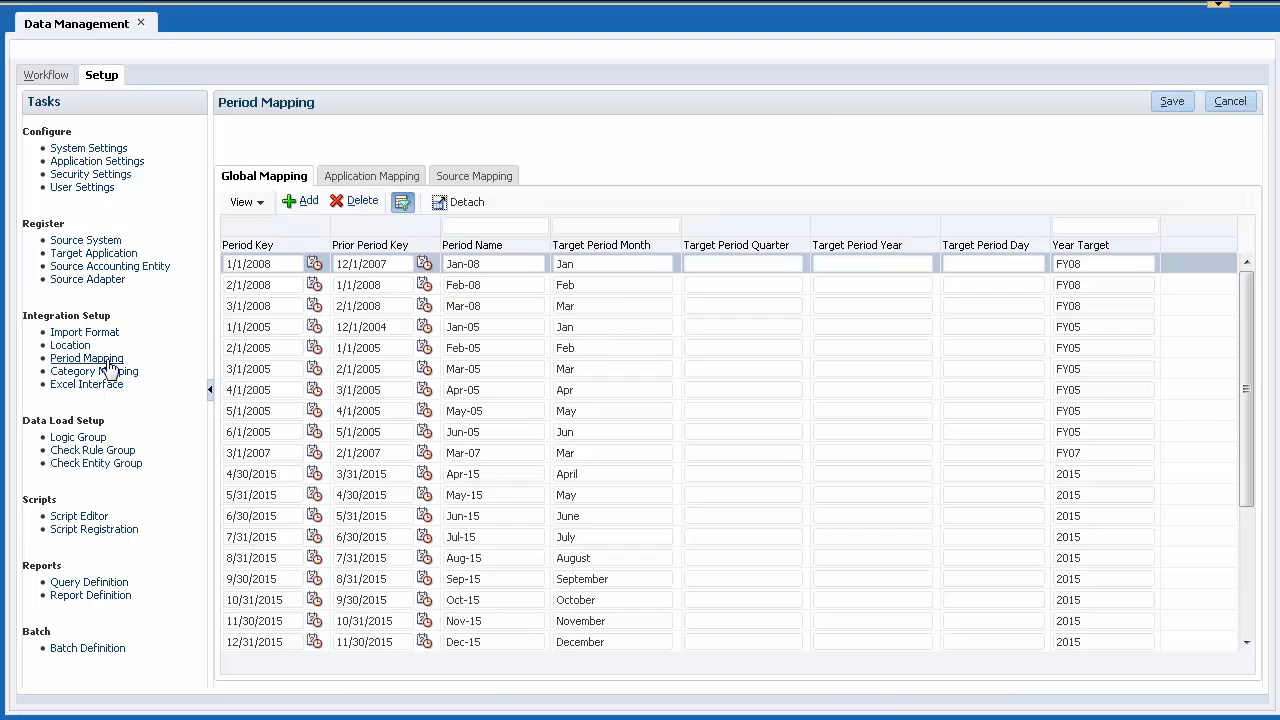 Data Management
Workflow Setup
Tasks
Configure
System Settings
Application Settings
Security Settings
User Settings
Register
Source System
Target Application
Source Accounting Entity
Source Adapter
Integration Setup
Import Format
Location
Period Mapping
Category Mapping
Excel Interface
Data Load Setup
Logic Group
Check Rule Group
Check Entity Group
Scripts
Script Editor
Script Registration
Reports
Query Definition
Report Definition
Batch
Batch Definition
Period Mapping Save Cancel
Global Mapping Application Mapping Source Mapping
View Add Delete Detach
Period Key Prior Period Key Period Name Target Period Month Target Period Quarter Target Period Year Target Period Day Year Target
1/1/2008 12/1/2007 Jan-08 Jan FY08
2/1/2008 1/1/2008 Feb-08 Feb FY08
3/1/2008 2/1/2008 Mar-08 Mar FY08
1/1/2005 12/1/2004 Jan-05 Jan FY05
2/1/2005 1/1/2005 Feb-05 Feb FY05
3/1/2005 2/1/2005 Mar-05 Mar FY05
4/1/2005 3/1/2005 Apr-05 Apr FY05
5/1/2005 4/1/2005 May-05 May FY05
6/1/2005 5/1/2005 Jun-05 Jun FY05
3/1/2007 2/1/2007 Mar-07 Mar FY07
4/30/2015 3/31/2015 Apr-15 April 2015
5/31/2015 4/30/2015 May-15 May 2015
6/30/2015 5/31/2015 Jun-15 June 2015
7/31/2015 6/30/2015 Jul-15 July 2015
8/31/2015 7/31/2015 Aug-15 August 2015
9/30/2015 8/31/2015 Sep-15 September 2015
10/31/2015 9/30/2015 Oct-15 October 2015
11/30/2015 10/31/2015 Nov-15 November 2015
12/31/2015 11/30/2015 Dec-15 December 2015